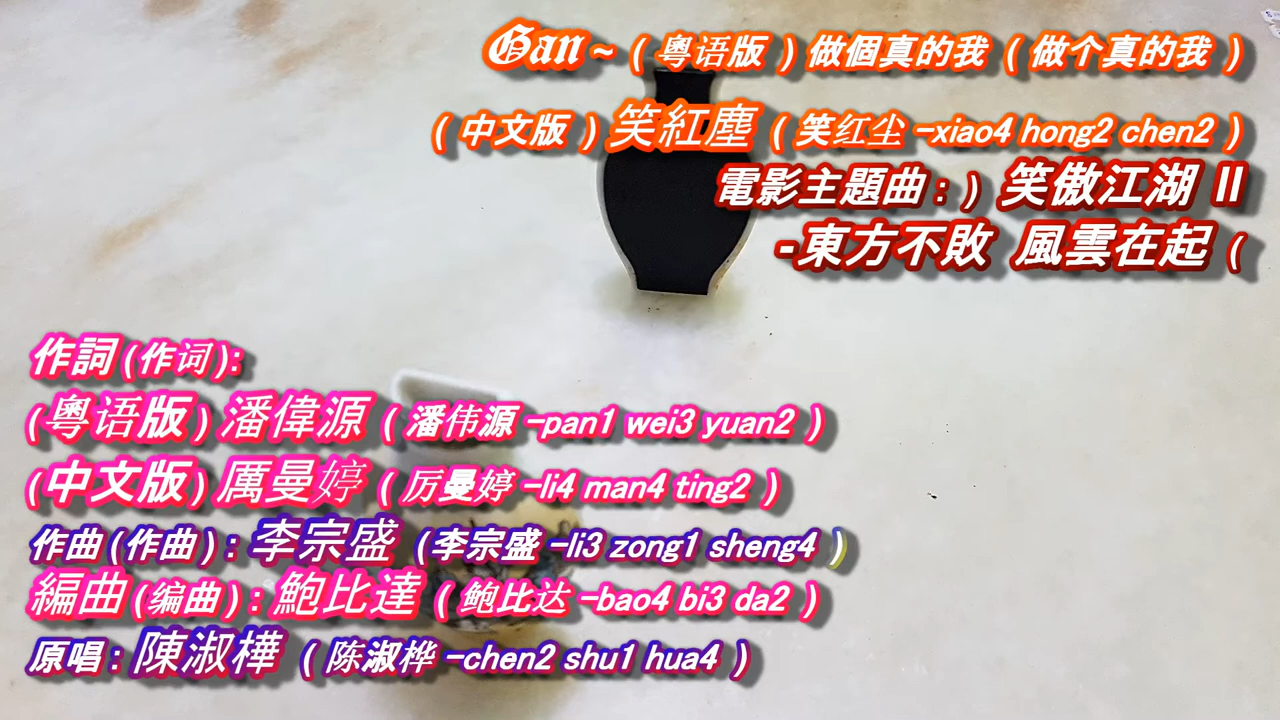 Gan ~ ( 粵语版 ) 做個真的我 ( 做个真的我 )
( 中文版 ) 笑紅塵 ( 笑红尘 -xiao4 hong2 chen2 )
電影主題曲 : ) 笑傲江湖 II
-東方不敗 風雲在起 (
作詞 (作词 ):
(粵语版 ) 潘偉源 ( 潘伟源 -pan1 wei3 yuan2 )
(中文版 ) 厲曼婷 ( 厉曼婷 -li4 man4 ting2 )
作曲 (作曲 ) : 李宗盛 (李宗盛 -li3 zong1 sheng4 )
編曲 (编曲 ) : 鮑比達 ( 鲍比达 -bao4 bi3 da2 )
原唱 : 陳淑樺 ( 陈淑桦 -chen2 shu1 hua4 )